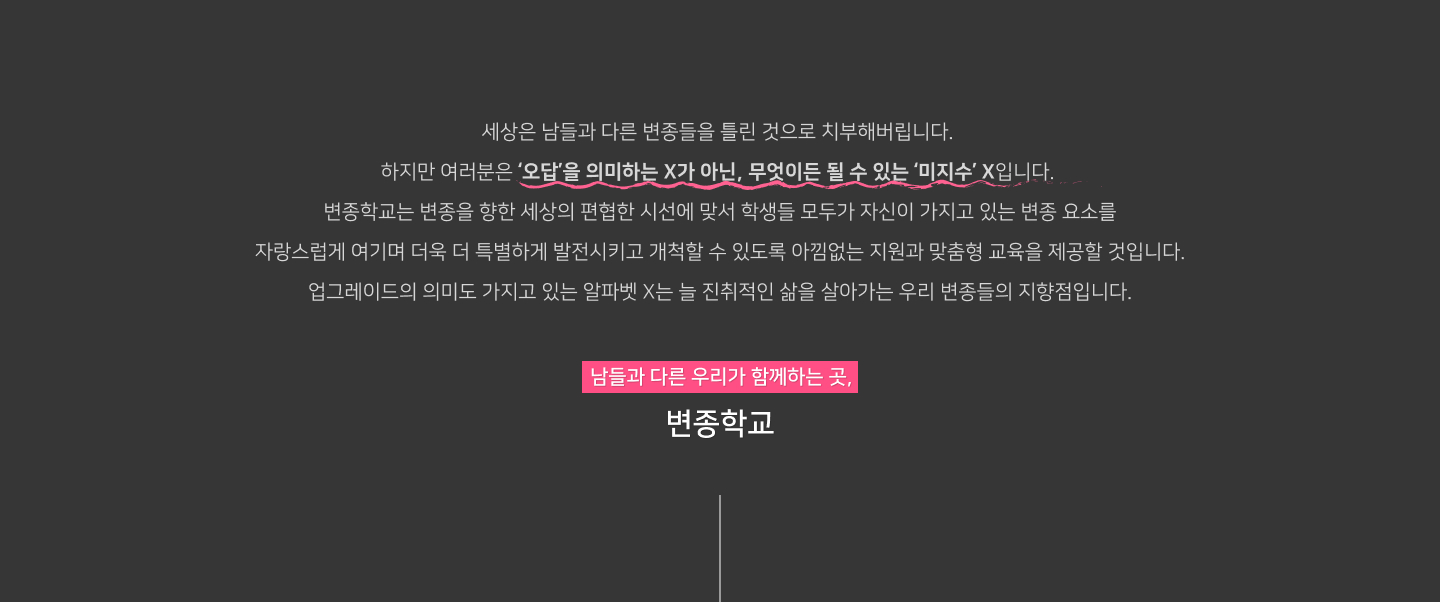 세상은 남들과 다른 변종들을 틀린 것으로 치부해버립니다.
하지만 여러분은 ‘오답’을 의미하는 X가 아닌, 무엇이든 될 수 있는 ‘미지수’ X입니다.
변종학교는 변종을 향한 세상의 편협한 시선에 맞서 학생들 모두가 자신이 가지고 있는 변종 요소를
자랑스럽게 여기며 더욱 더 특별하게 발전시키고 개척할 수 있도록 아낌없는 지원과 맞춤형 교육을 제공할 것입니다.
업그레이드의 의미도 가지고 있는 알파벳 X는 늘 진취적인 삶을 살아가는 우리 변종들의 지향점입니다.
남들과 다른 우리가 함께하는 곳,
변종학교